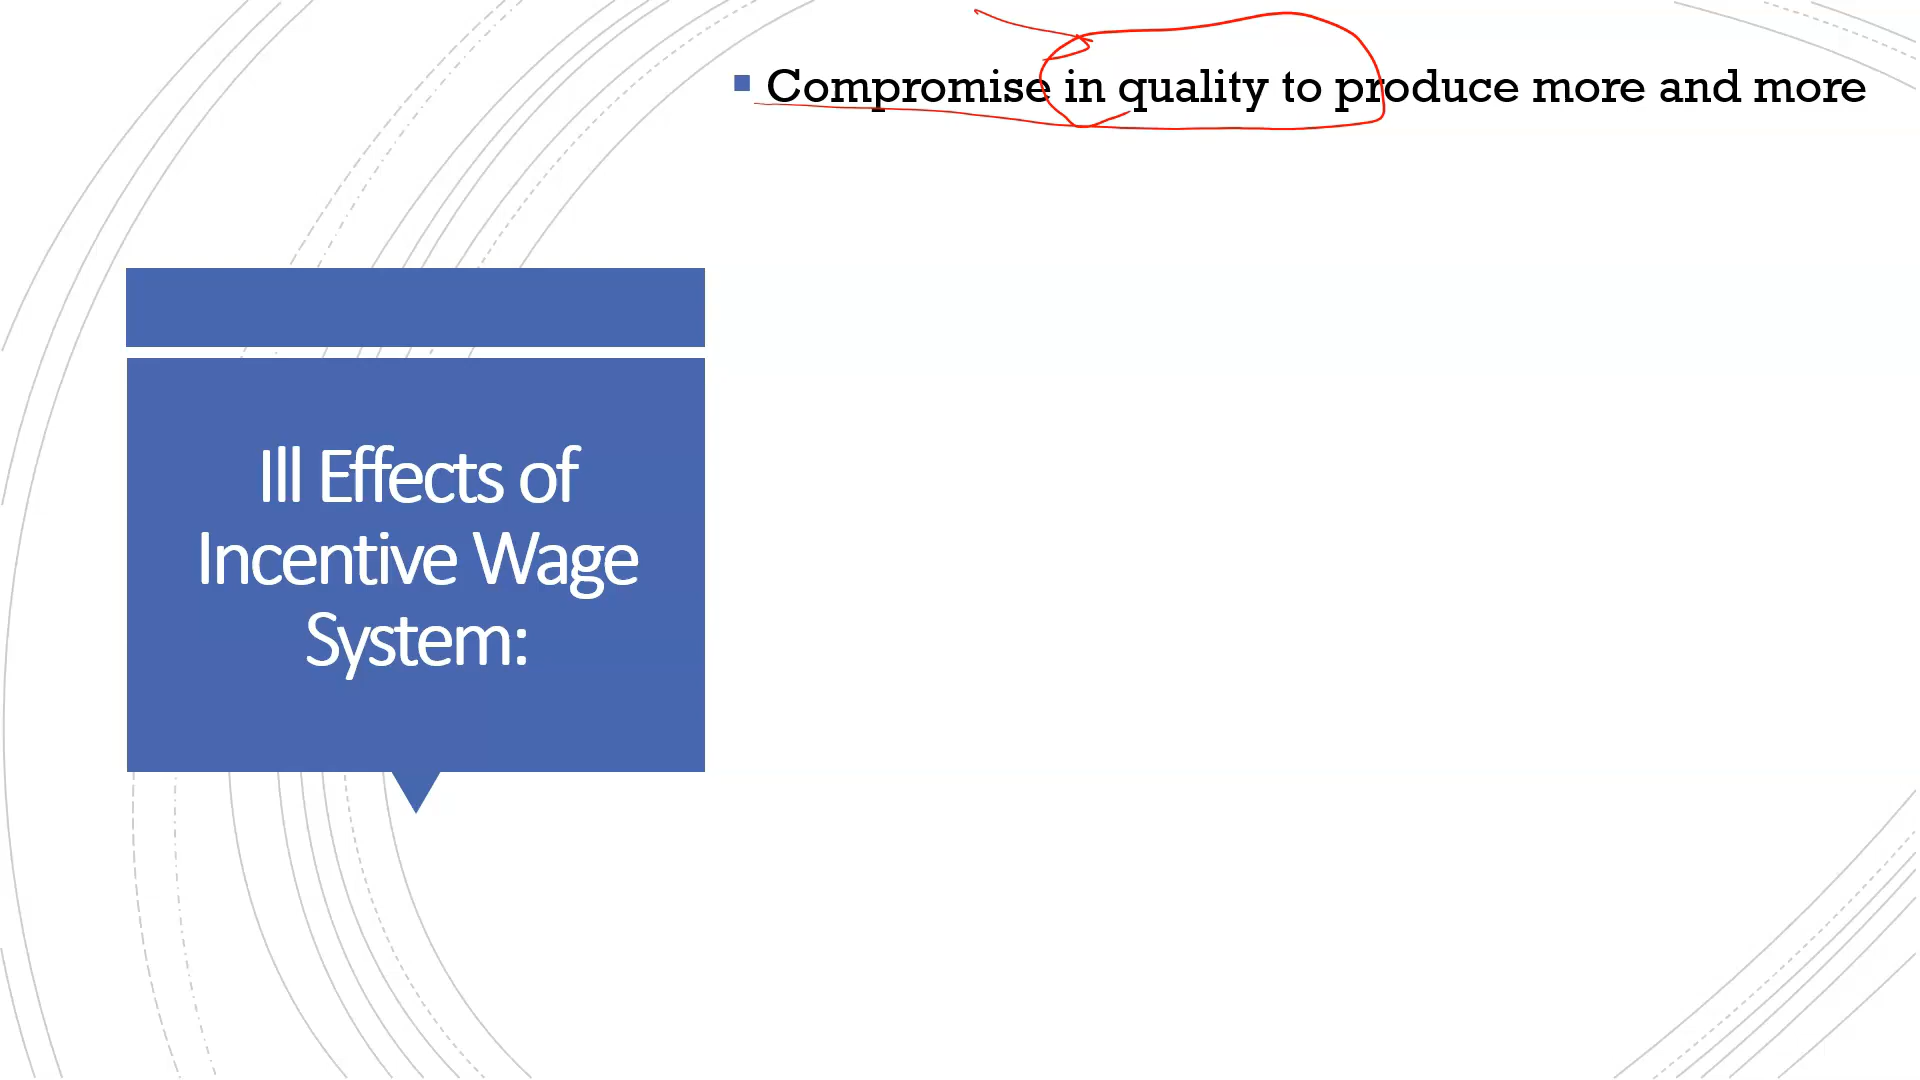 Compromise in quality to produce more and more
Ill Effects of
Incentive Wage
System: